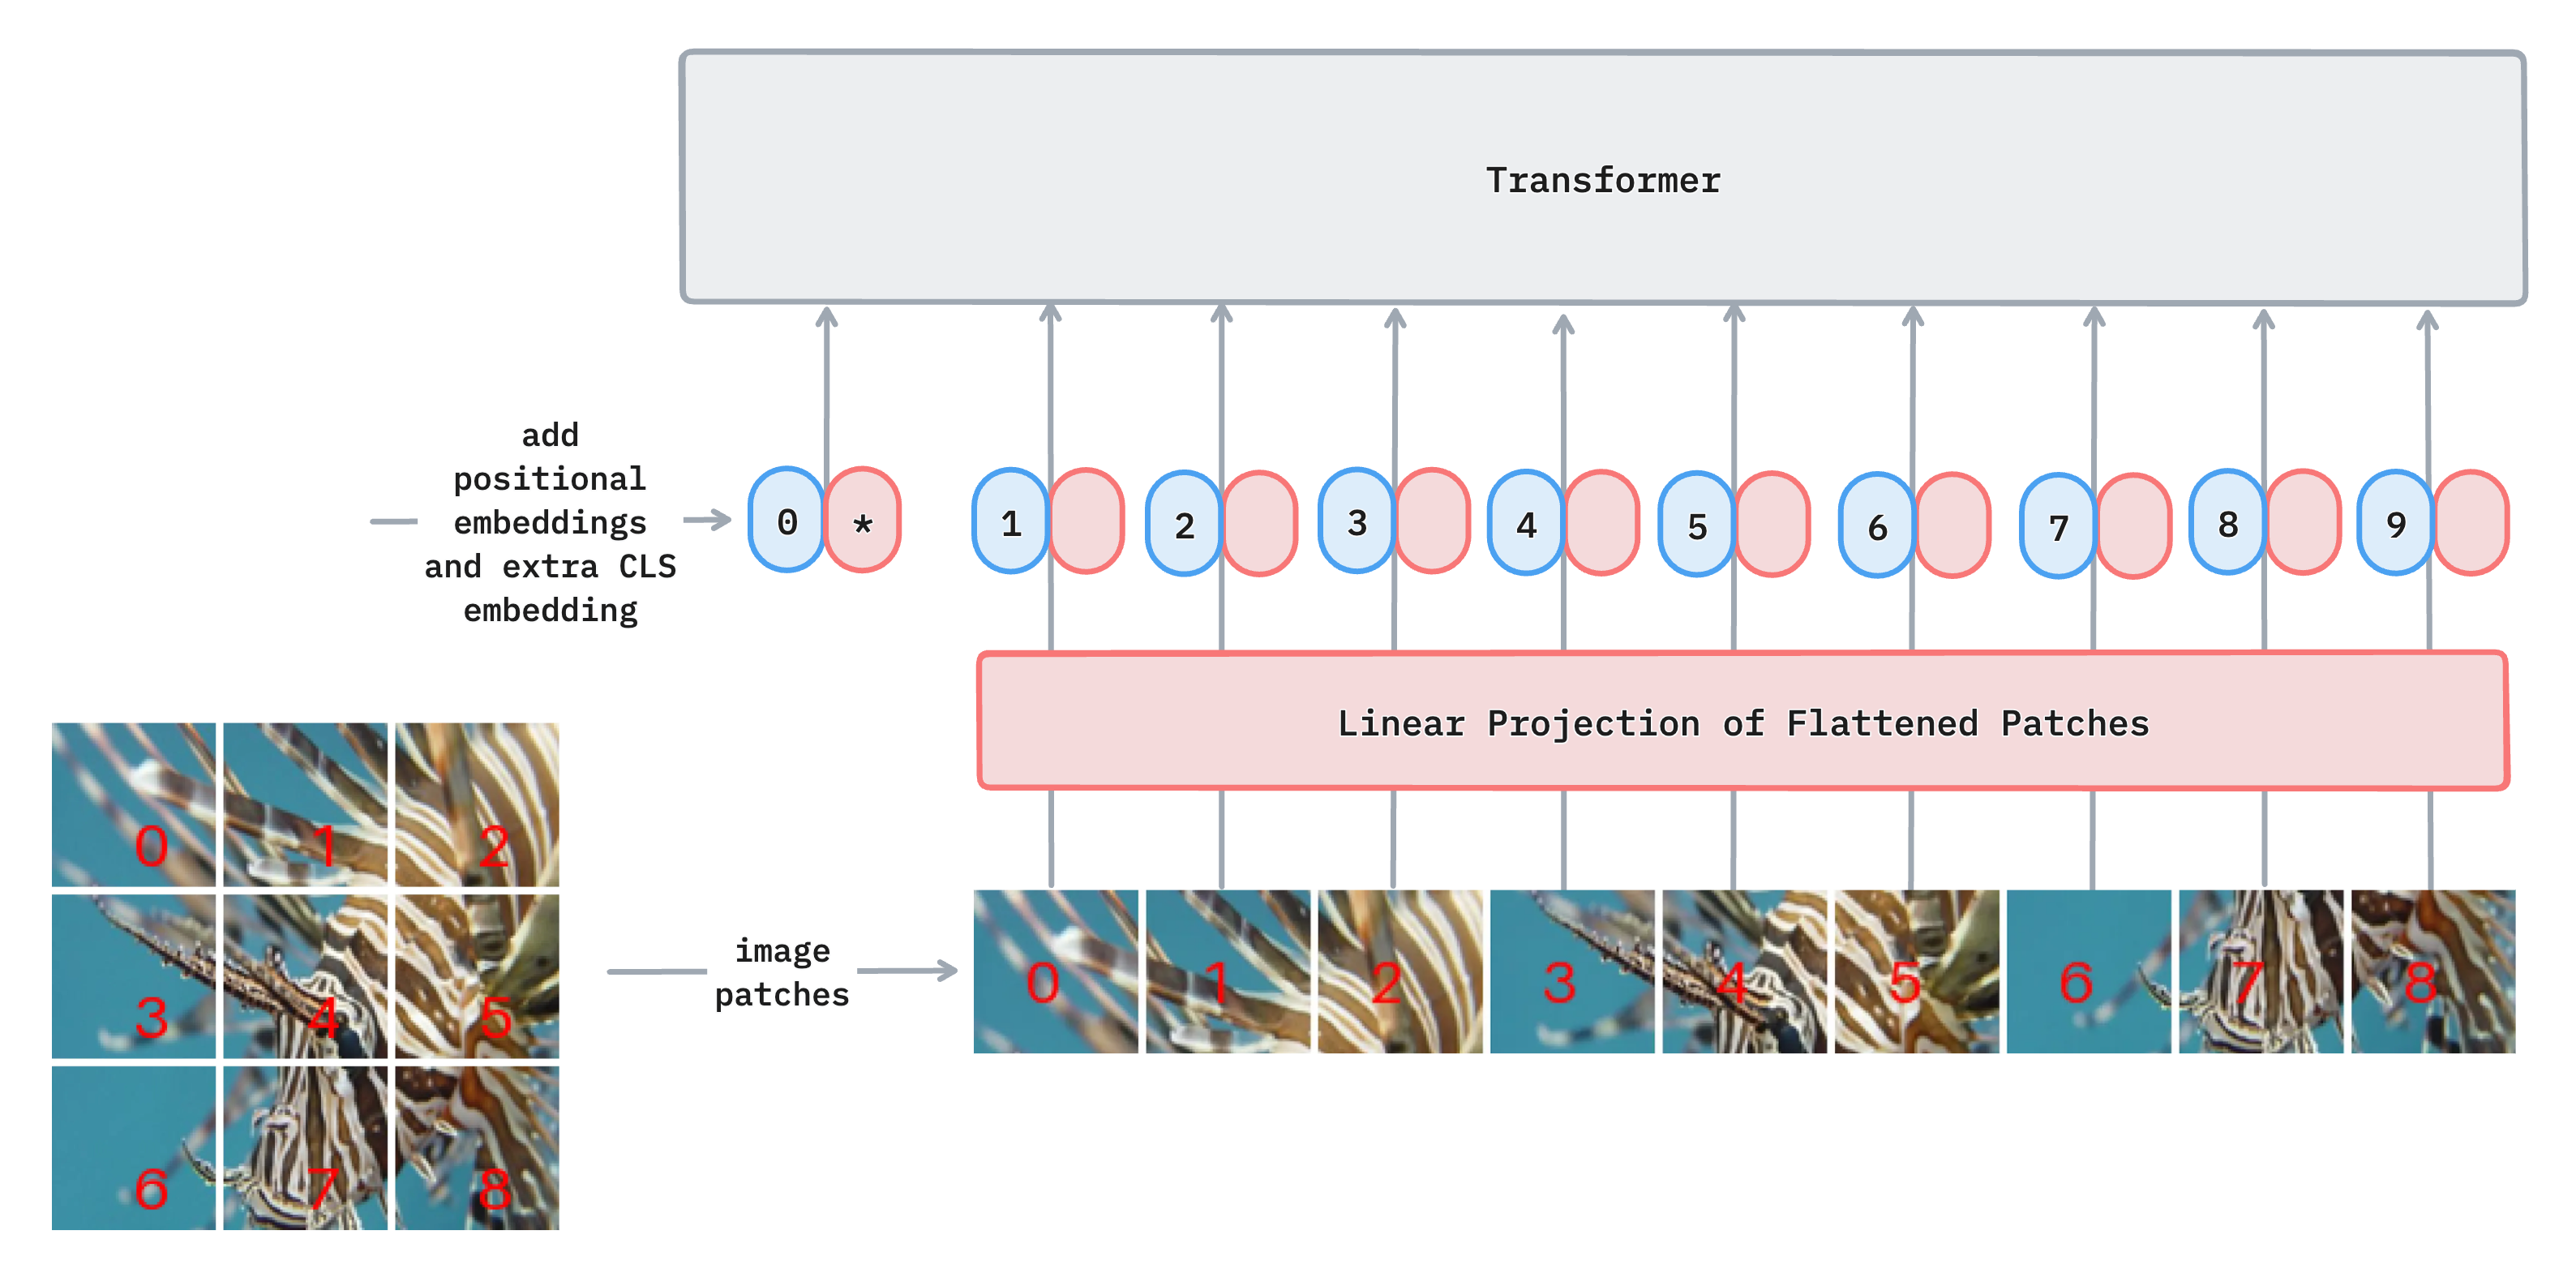 Transformer
add
positional
embeddings
and extra CLS
embedding
0 * 1 2 3 4 5 6 7 8 9
Linear Projection of Flattened Patches
0 1 2
3 4 5
6 7 8
image
patches
0 1 2 3 4 5 6 7 8